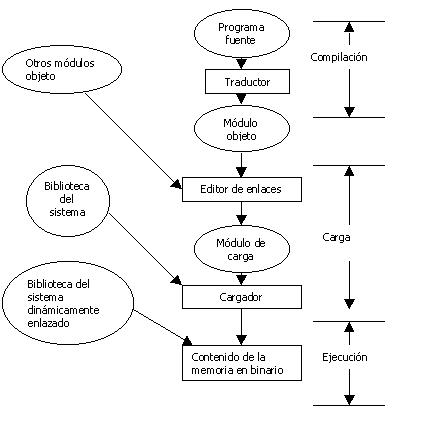 Programa
fuente
Compilación
Otros módulos
objeto
Traductor
Módulo
objeto
Biblioteca
del
sistema
Editor de enlaces
Módulo de
carga
Carga
Biblioteca del
sistema
dinámicamente
enlazado
Cargador
Contenido de la
memoria en binario
Ejecución